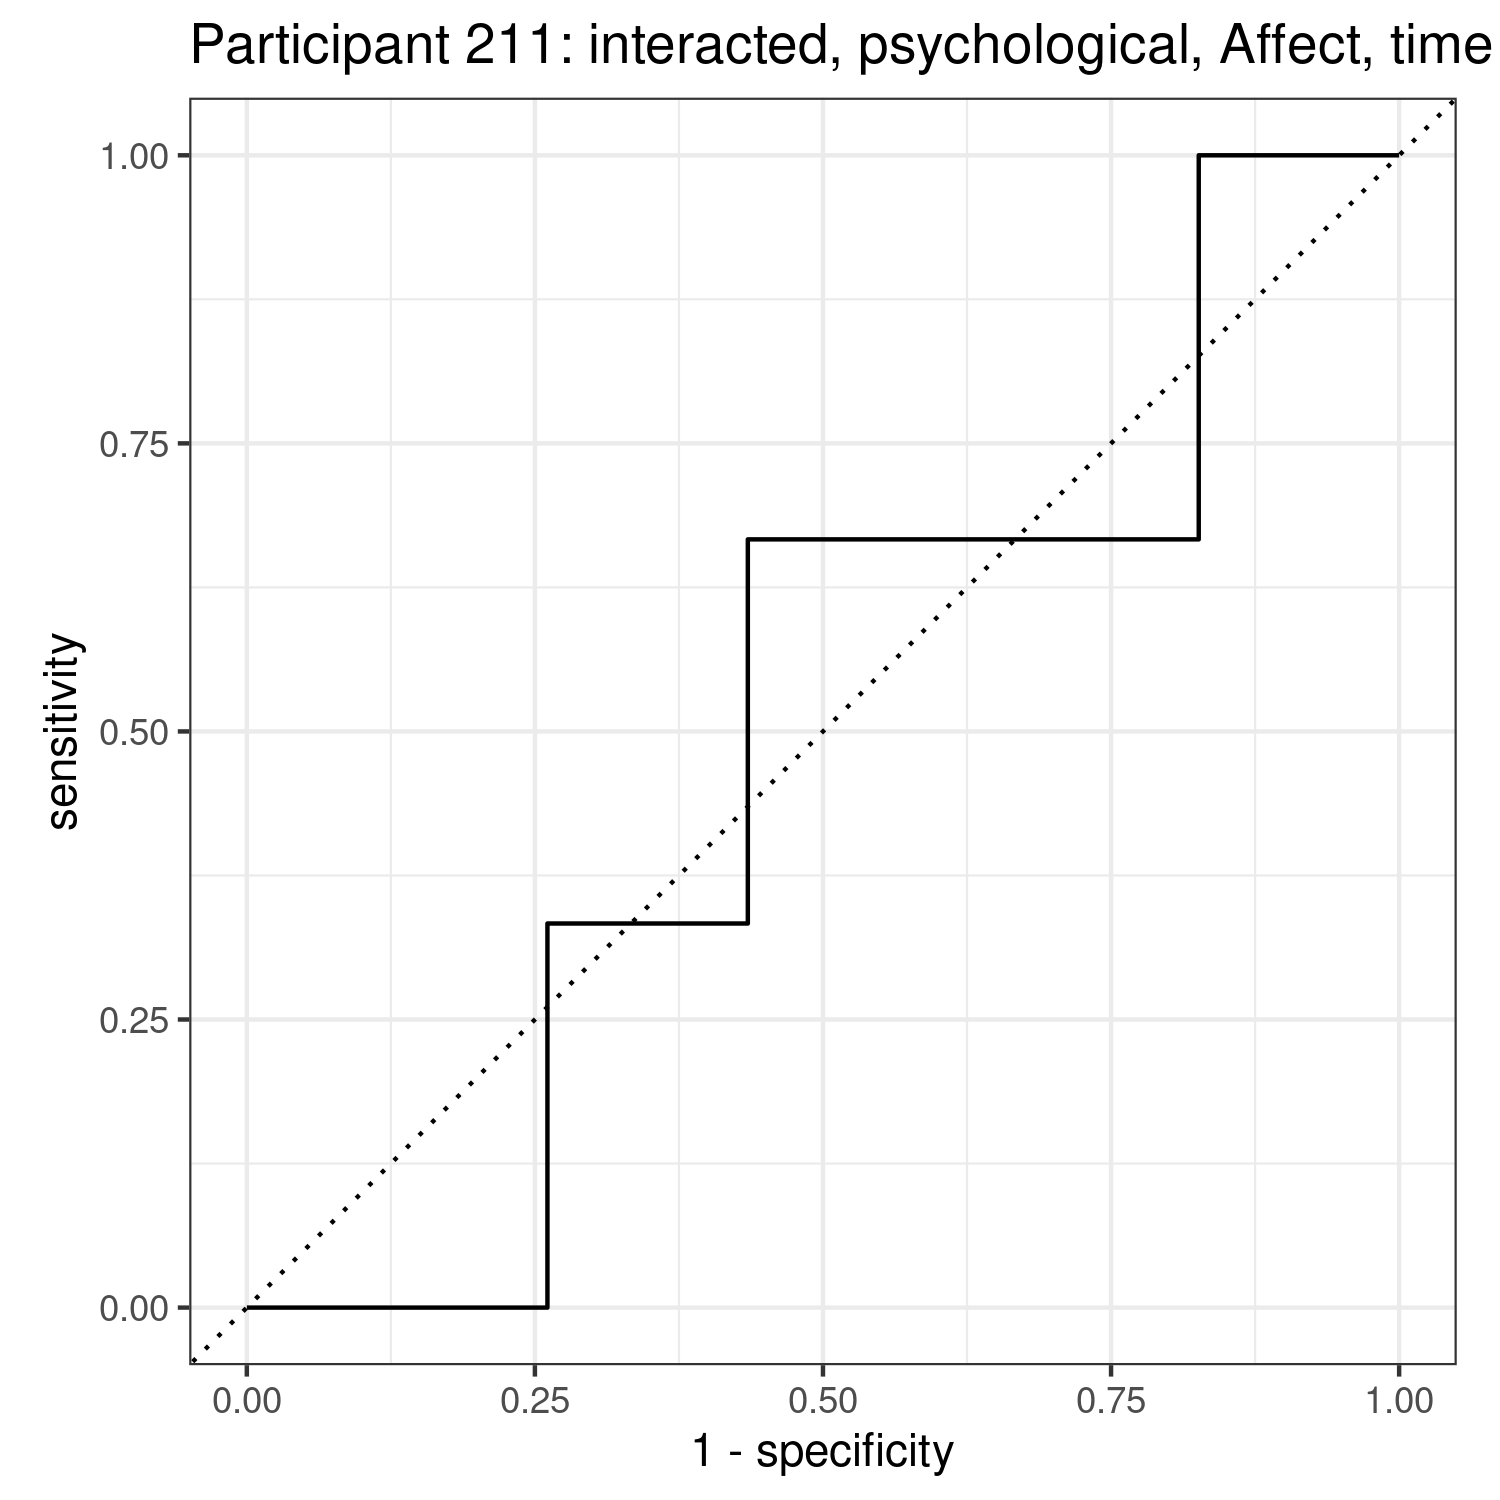 Participant 211: interacted, psychological, Affect, time
1.00
0.75
0.50
0.25
0.00
sensitivity
0.00 0.25 0.50 0.75 1.00
1 - specificity